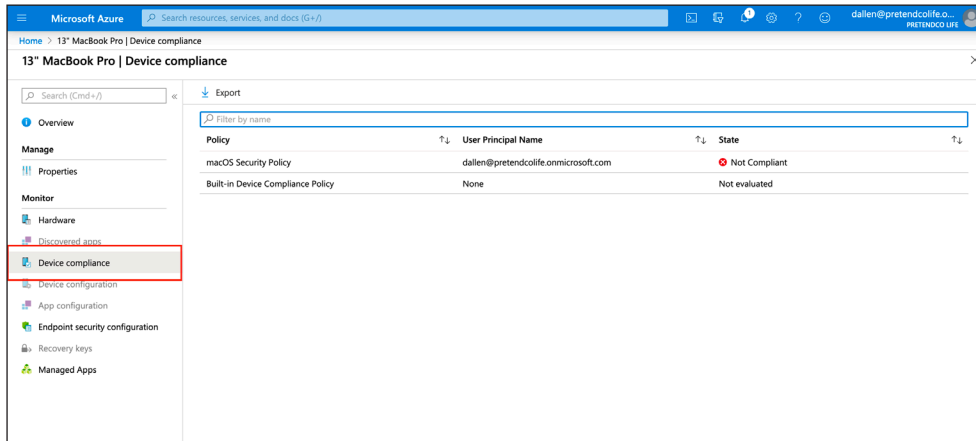 Microsoft Azure
Search resources, services, and docs (G+/)
1
dallen@pretendcolife.o...
PRETENDCO LIFE
Home > 13" MacBook Pro | Device compliance
13" MacBook Pro | Device compliance
Search (Cmd+/)
Overview
Manage
Properties
Monitor
Hardware
Discovered apps
Device compliance
Device configuration
App configuration
Endpoint security configuration
Recovery keys
Managed Apps
Export
Filter by name
Policy User Principal Name State
macOS Security Policy dallen@pretendcolife.onmicrosoft.com Not Compliant
Built-in Device Compliance Policy None Not evaluated